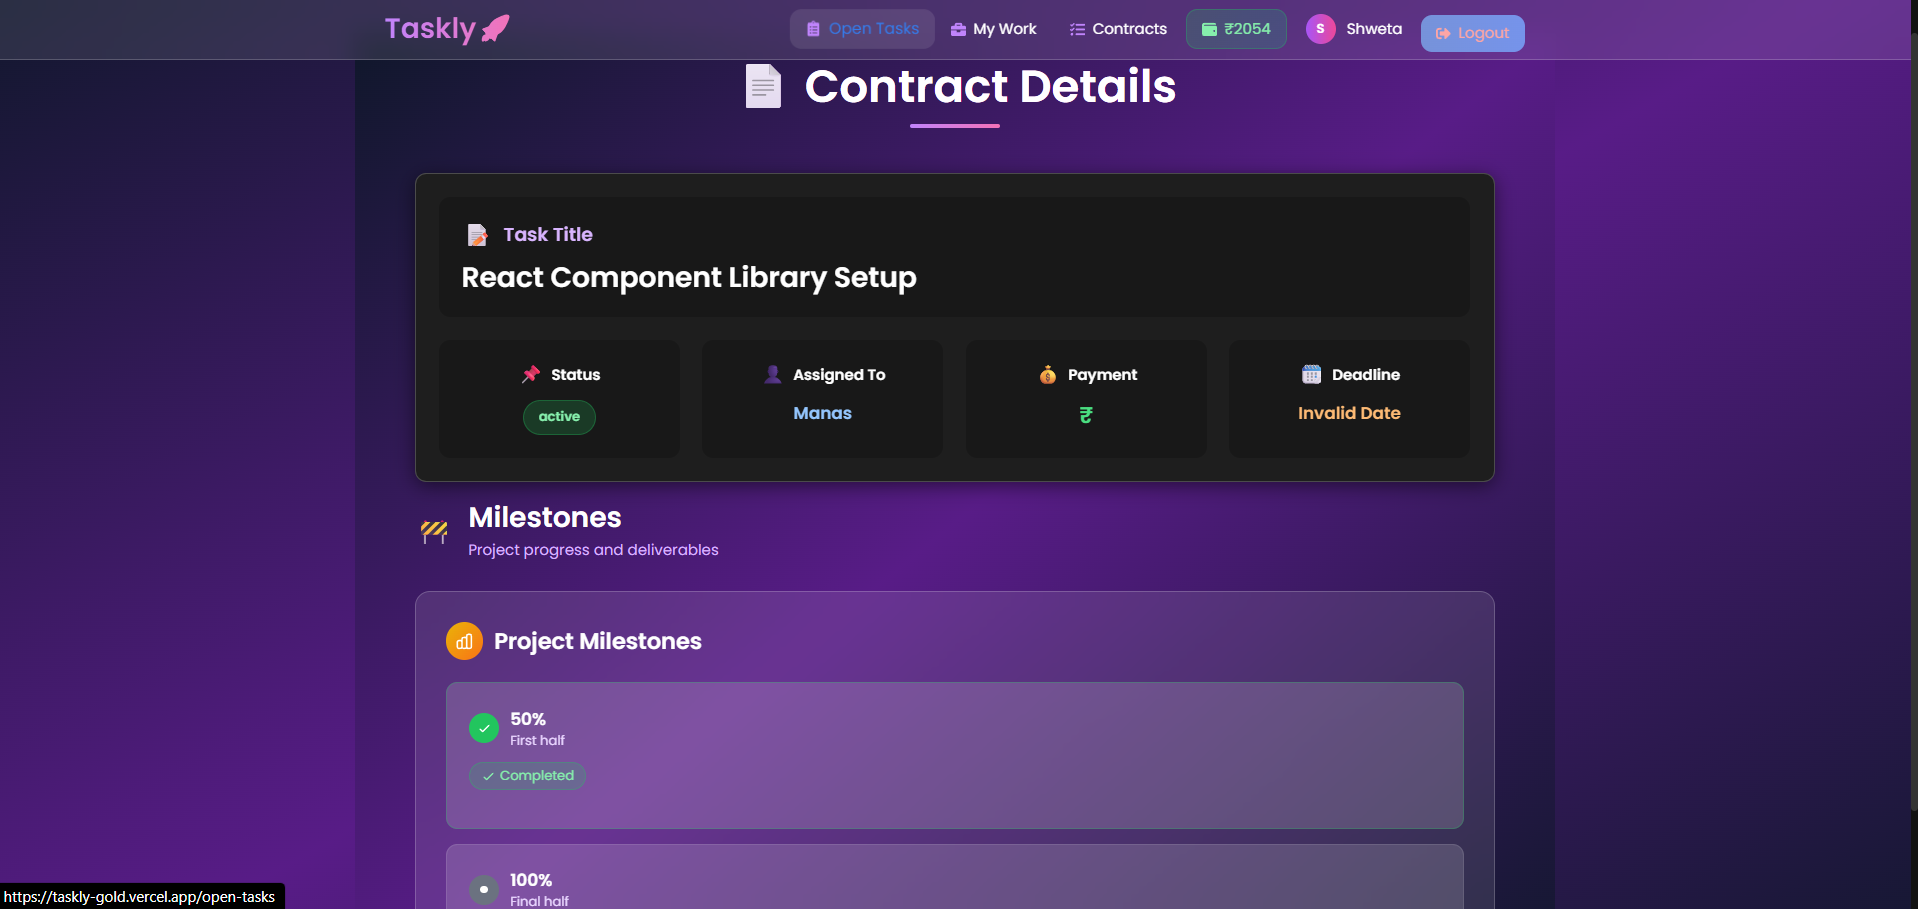 Taskly
Open Tasks
My Work
Contracts
₹2054
S
Shweta
Logout
Contract Details
Task Title
React Component Library Setup
Status
Assigned To
Payment
Deadline
active
Manas
₹
Invalid Date
Milestones
Project progress and deliverables
Project Milestones
50%
First half
Completed
100%
Final half
https://taskly-gold.vercel.app/open-tasks